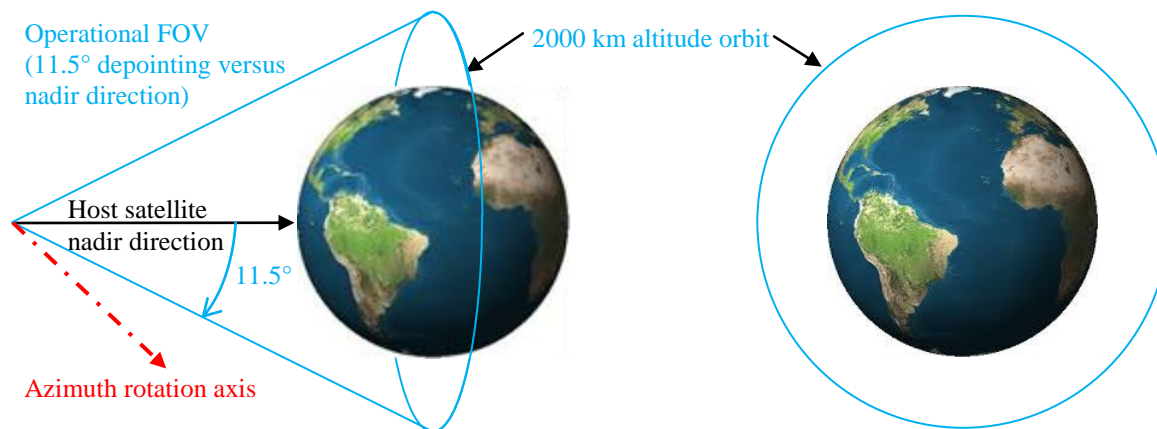 Operational FOV
(11.5° depointing versus
nadir direction)
2000 km altitude orbit
Host satellite
nadir direction
11.5°
Azimuth rotation axis